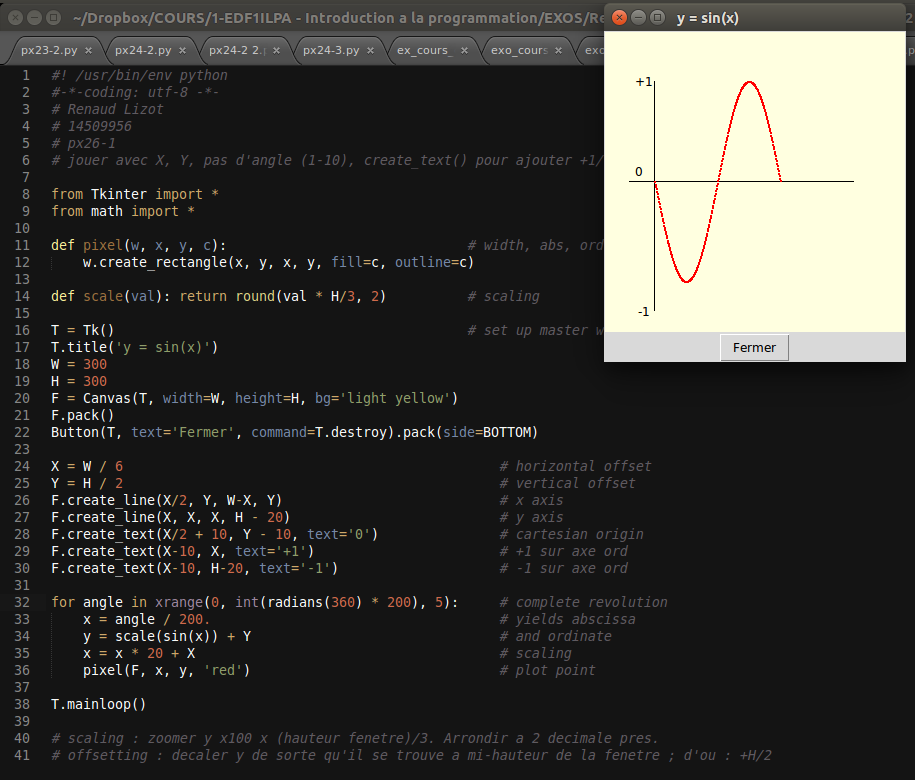 ~/Dropbox/COURS/1-EDF1ILPA - Introduction a la programmation/EXOS/Re
y = sin(x)
px23-2.py × px24-2.py × px24-2 2. × px24-3.py × ex_cours_ × exo_cours × exo
1 #! /usr/bin/env python
2 #-*-coding: utf-8 -*-
3 # Renaud Lizot
4 # 14509956
5 # px26-1
6 # jouer avec X, Y, pas d'angle (1-10), create_text() pour ajouter +1/
7
8 from Tkinter import *
9 from math import *
10
11 def pixel(w, x, y, c): # width, abs, ord
12 w.create_rectangle(x, y, x, y, fill=c, outline=c)
13
14 def scale(val): return round(val * H/3, 2) # scaling
15
16 T = Tk() # set up master w
17 T.title('y = sin(x)')
18 W = 300
19 H = 300
20 F = Canvas(T, width=W, height=H, bg='light yellow')
21 F.pack()
22 Button(T, text='Fermer', command=T.destroy).pack(side=BOTTOM)
23
24 X = W / 6 # horizontal offset
25 Y = H / 2 # vertical offset
26 F.create_line(X/2, Y, W-X, Y) # x axis
27 F.create_line(X, X, X, H - 20) # y axis
28 F.create_text(X/2 + 10, Y - 10, text='0') # cartesian origin
29 F.create_text(X-10, X, text='+1') # +1 sur axe ord
30 F.create_text(X-10, H-20, text='-1') # -1 sur axe ord
31
32 for angle in xrange(0, int(radians(360) * 200), 5): # complete revolution
33 x = angle / 200. # yields abscissa
34 y = scale(sin(x)) + Y # and ordinate
35 x = x * 20 + X # scaling
36 pixel(F, x, y, 'red') # plot point
37
38 T.mainloop()
39
40 # scaling : zoomer y x100 x (hauteur fenetre)/3. Arrondir a 2 decimale pres.
41 # offsetting : decaler y de sorte qu'il se trouve a mi-hauteur de la fenetre ; d'ou : +H/2
+1
0
-1
Fermer